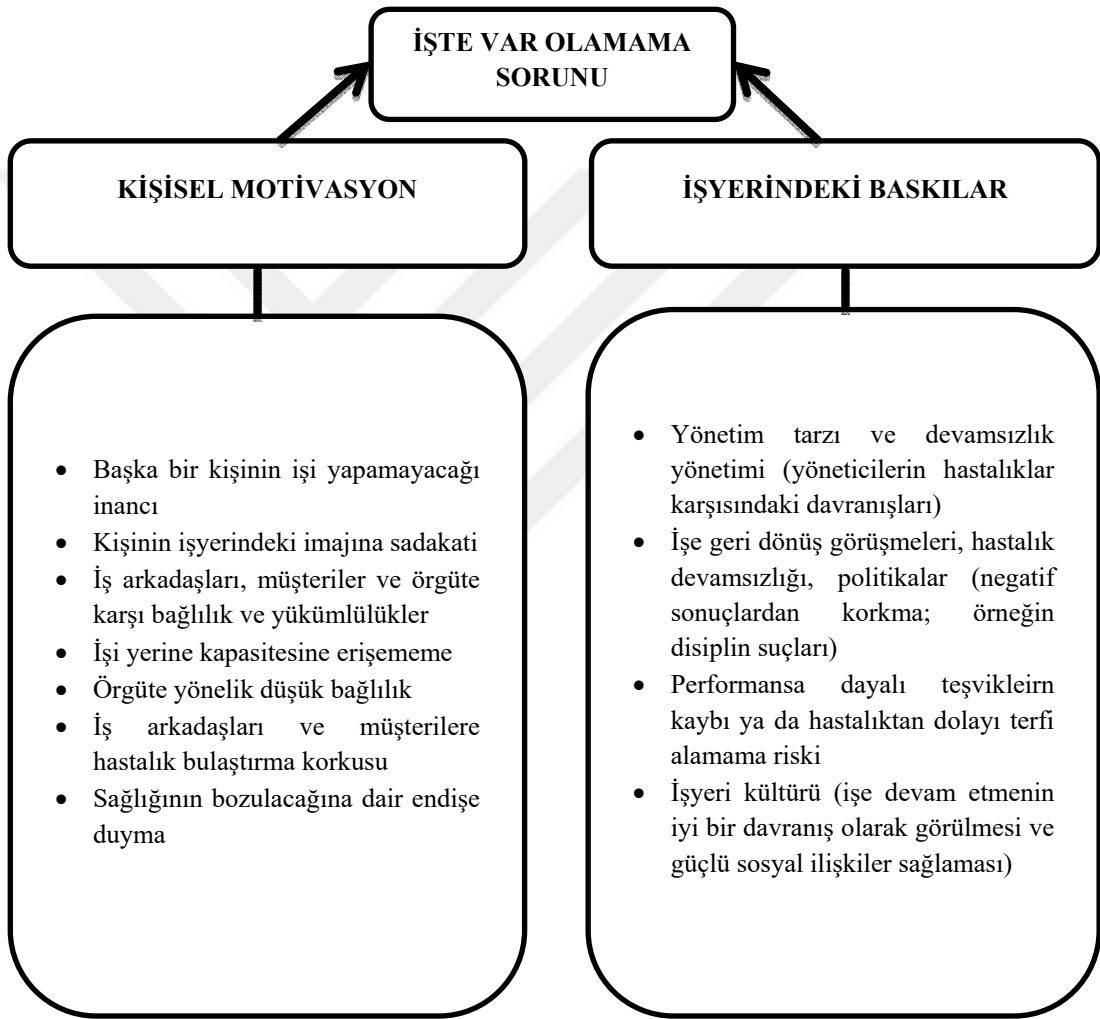 İŞTE VAR OLAMAMA
SORUNU
KİŞİSEL MOTİVASYON
İŞYERİNDEKİ BASKILAR
• Başka bir kişinin işi yapamayacağı
inancı
• Kişinin işyerindeki imajına sadakati
• İş arkadaşları, müşteriler ve örgüte
karşı bağlılık ve yükümlülükler
• İşi yerine kapasitesine erişememe
• Örgüte yönelik düşük bağlılık
• İş arkadaşları ve müşterilere
hastalık bulaştırma korkusu
• Sağlığının bozulacağına dair endişe
duyma
• Yönetim tarzı ve devamsızlık
yönetimi (yöneticilerin hastalıklar
karşısındaki davranışları)
• İşe geri dönüş görüşmeleri, hastalık
devamsızlığı, politikalar (negatif
sonuçlardan korkma; örneğin
disiplin suçları)
• Performansa dayalı teşvikleirn
kaybı ya da hastalıktan dolayı terfi
alamama riski
• İşyeri kültürü (işe devam etmenin
iyi bir davranış olarak görülmesi ve
güçlü sosyal ilişkiler sağlaması)